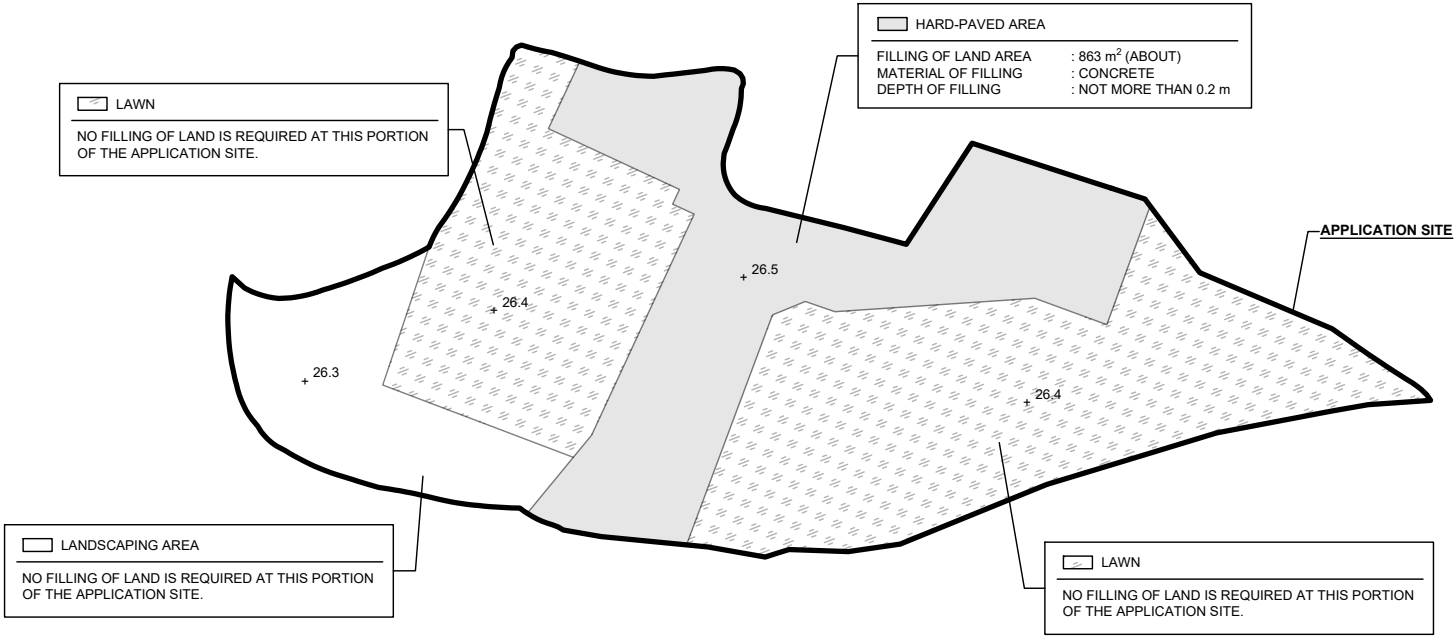 HARD-PAVED AREA
FILLING OF LAND AREA : 863 m² (ABOUT)
MATERIAL OF FILLING : CONCRETE
DEPTH OF FILLING : NOT MORE THAN 0.2 m
LAWN
NO FILLING OF LAND IS REQUIRED AT THIS PORTION
OF THE APPLICATION SITE.
APPLICATION SITE
26.5
26.4
26.3
26.4
LANDSCAPING AREA
NO FILLING OF LAND IS REQUIRED AT THIS PORTION
OF THE APPLICATION SITE.
LAWN
NO FILLING OF LAND IS REQUIRED AT THIS PORTION
OF THE APPLICATION SITE.